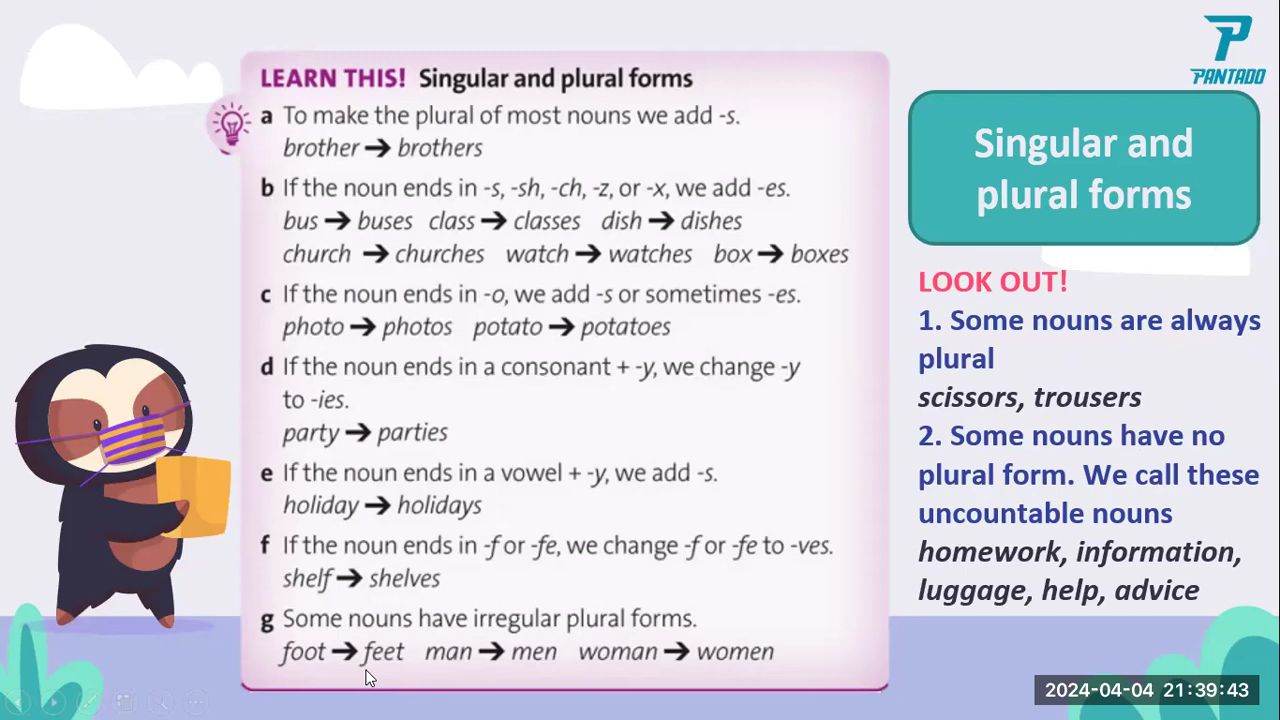 LEARN THIS! Singular and plural forms
a To make the plural of most nouns we add -s.
brother ➔ brothers
b If the noun ends in -s, -sh, -ch, -z, or -x, we add -es.
bus ➔ buses class ➔ classes dish ➔ dishes
church ➔ churches watch ➔ watches box ➔ boxes
c If the noun ends in -o, we add -s or sometimes -es.
photo ➔ photos potato ➔ potatoes
d If the noun ends in a consonant + -y, we change -y
to -ies.
party ➔ parties
e If the noun ends in a vowel + -y, we add -s.
holiday ➔ holidays
f If the noun ends in -f or -fe, we change -f or -fe to -ves.
shelf ➔ shelves
g Some nouns have irregular plural forms.
foot ➔ feet man ➔ men woman ➔ women
PANTADO
Singular and
plural forms
LOOK OUT!
1. Some nouns are always
plural
scissors, trousers
2. Some nouns have no
plural form. We call these
uncountable nouns
homework, information,
luggage, help, advice
2024-04-04 21:39:43